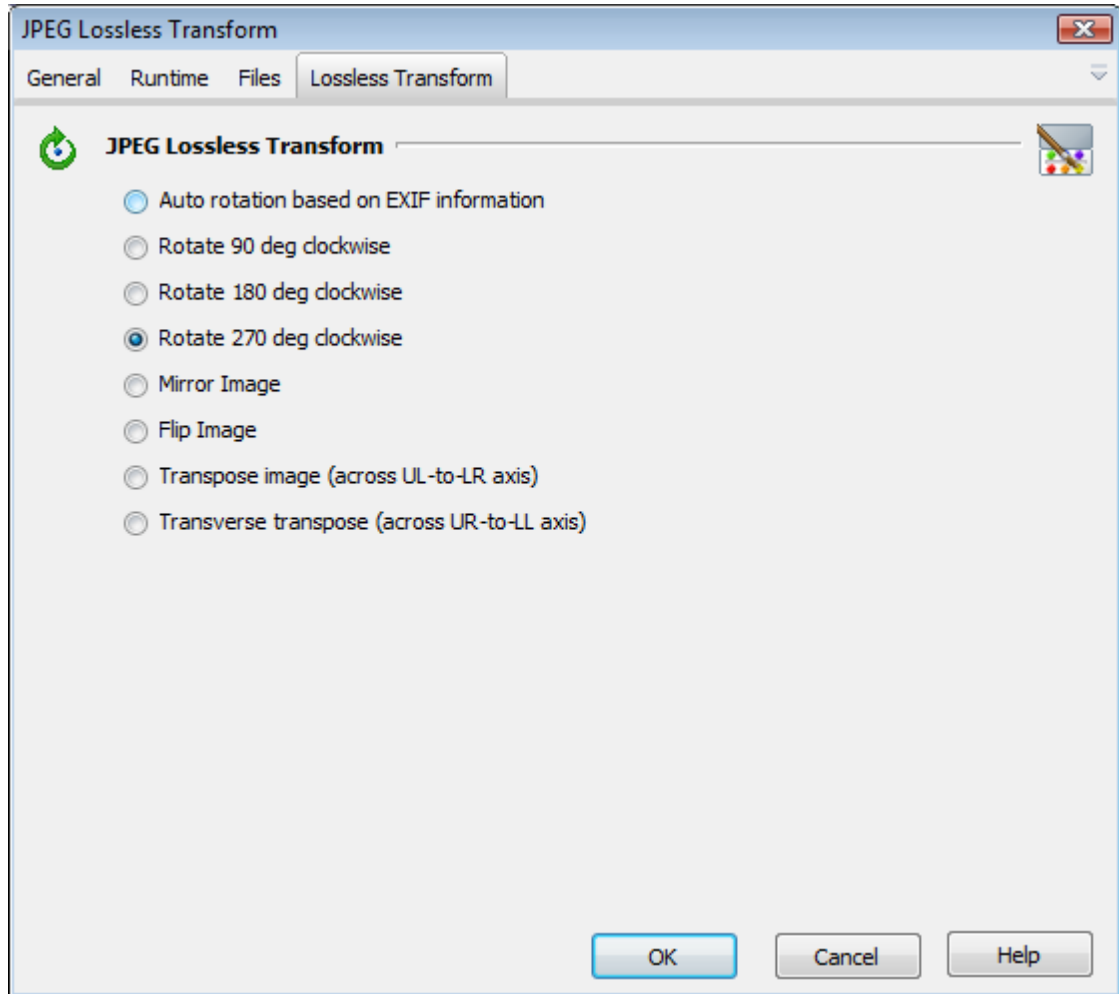 JPEG Lossless Transform
General Runtime Files Lossless Transform
JPEG Lossless Transform
Auto rotation based on EXIF information
Rotate 90 deg clockwise
Rotate 180 deg clockwise
Rotate 270 deg clockwise
Mirror Image
Flip Image
Transpose image (across UL-to-LR axis)
Transverse transpose (across UR-to-LL axis)
OK Cancel Help